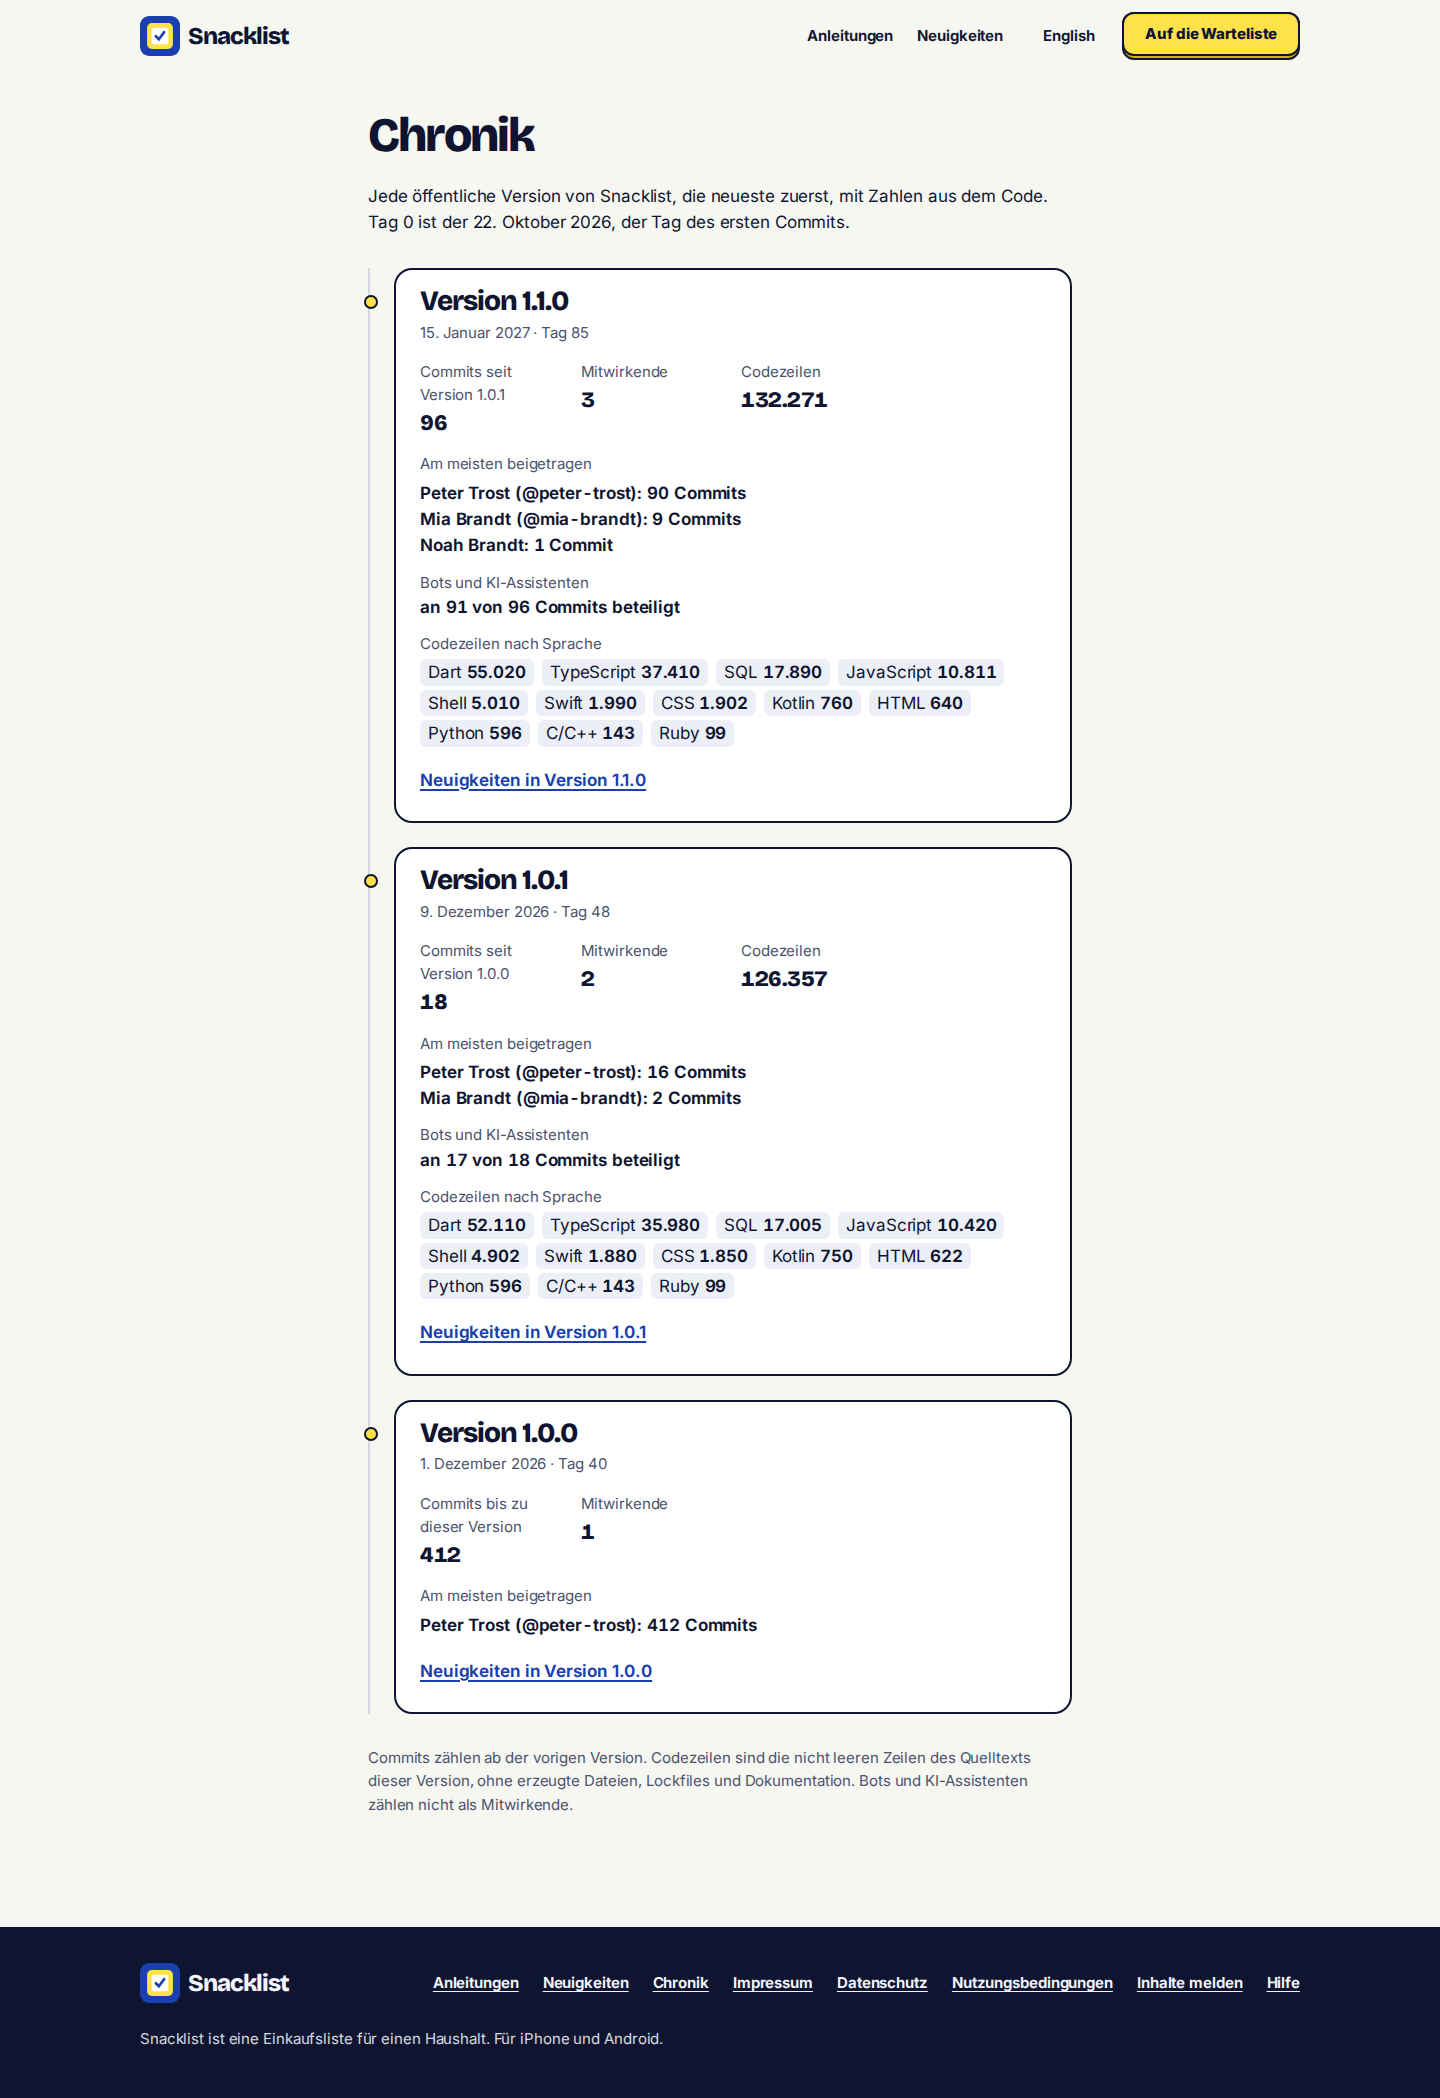 Snacklist
Anleitungen Neuigkeiten English Auf die Warteliste
Chronik
Jede öffentliche Version von Snacklist, die neueste zuerst, mit Zahlen aus dem Code.
Tag 0 ist der 22. Oktober 2026, der Tag des ersten Commits.
Version 1.1.0
15. Januar 2027 · Tag 85
Commits seit
Version 1.0.1
96
Mitwirkende
3
Codezeilen
132.271
Am meisten beigetragen
Peter Trost (@peter-trost): 90 Commits
Mia Brandt (@mia-brandt): 9 Commits
Noah Brandt: 1 Commit
Bots und KI-Assistenten
an 91 von 96 Commits beteiligt
Codezeilen nach Sprache
Dart 55.020 TypeScript 37.410 SQL 17.890 JavaScript 10.811
Shell 5.010 Swift 1.990 CSS 1.902 Kotlin 760 HTML 640
Python 596 C/C++ 143 Ruby 99
Neuigkeiten in Version 1.1.0
Version 1.0.1
9. Dezember 2026 · Tag 48
Commits seit
Version 1.0.0
18
Mitwirkende
2
Codezeilen
126.357
Am meisten beigetragen
Peter Trost (@peter-trost): 16 Commits
Mia Brandt (@mia-brandt): 2 Commits
Bots und KI-Assistenten
an 17 von 18 Commits beteiligt
Codezeilen nach Sprache
Dart 52.110 TypeScript 35.980 SQL 17.005 JavaScript 10.420
Shell 4.902 Swift 1.880 CSS 1.850 Kotlin 750 HTML 622
Python 596 C/C++ 143 Ruby 99
Neuigkeiten in Version 1.0.1
Version 1.0.0
1. Dezember 2026 · Tag 40
Commits bis zu
dieser Version
412
Mitwirkende
1
Am meisten beigetragen
Peter Trost (@peter-trost): 412 Commits
Neuigkeiten in Version 1.0.0
Commits zählen ab der vorigen Version. Codezeilen sind die nicht leeren Zeilen des Quelltexts
dieser Version, ohne erzeugte Dateien, Lockfiles und Dokumentation. Bots und KI-Assistenten
zählen nicht als Mitwirkende.
Snacklist
Anleitungen Neuigkeiten Chronik Impressum Datenschutz Nutzungsbedingungen Inhalte melden Hilfe
Snacklist ist eine Einkaufsliste für einen Haushalt. Für iPhone und Android.